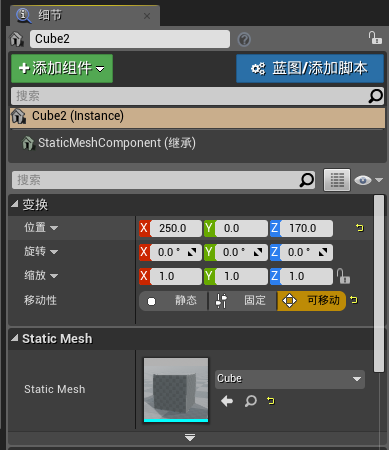 细节
Cube2
添加组件
蓝图/添加脚本
搜索
Cube2 (Instance)
StaticMeshComponent (继承)
搜索
变换
位置 X 250.0 Y 0.0 Z 170.0
旋转 X 0.0 ° Y 0.0 ° Z 0.0 °
缩放 X 1.0 Y 1.0 Z 1.0
移动性 静态 固定 可移动
Static Mesh
Cube
Static Mesh